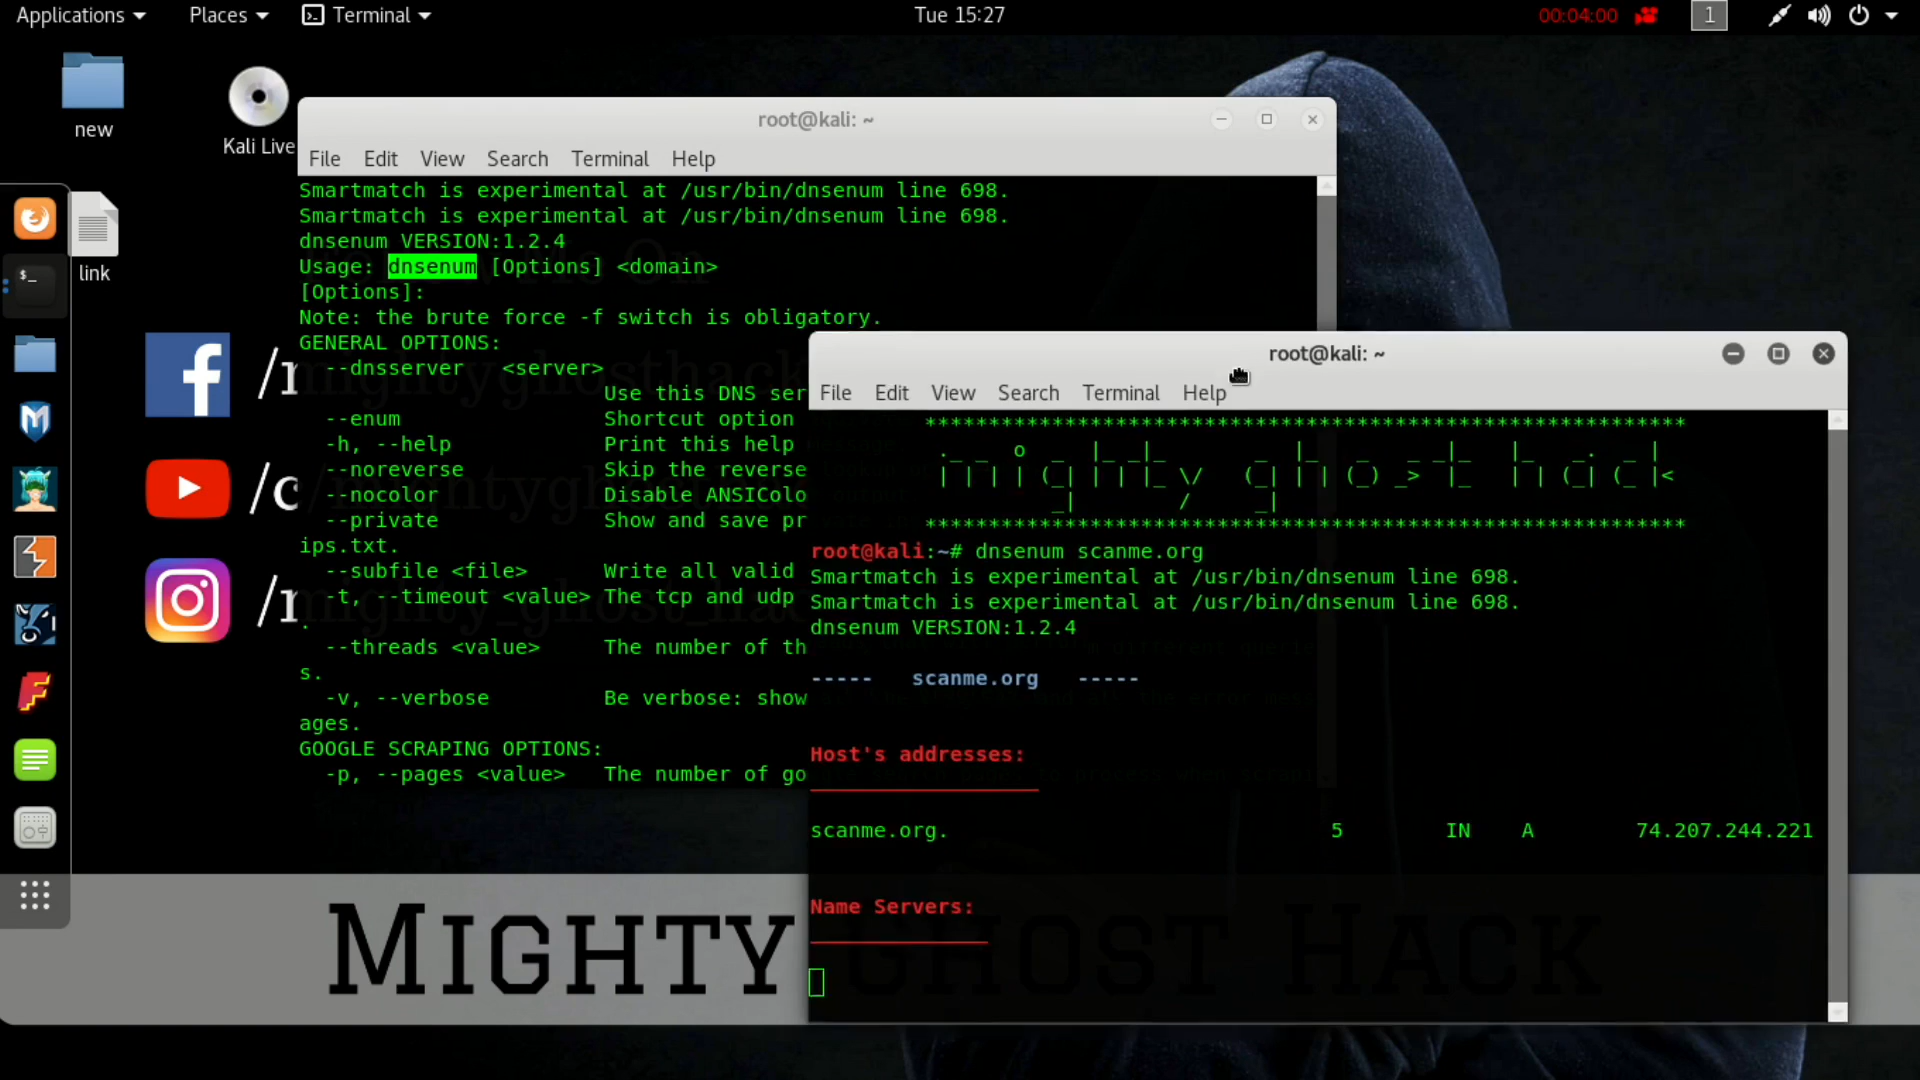 Applications Places Terminal Tue 15:27 00:04:00 1
new
Kali Live
link
root@kali: ~
File Edit View Search Terminal Help
Smartmatch is experimental at /usr/bin/dnsenum line 698.
Smartmatch is experimental at /usr/bin/dnsenum line 698.
dnsenum VERSION:1.2.4
Usage: dnsenum [Options] <domain>
[Options]:
Note: the brute force -f switch is obligatory.
GENERAL OPTIONS:
--dnsserver <server>
Use this DNS ser
--enum Shortcut option
-h, --help Print this help
--noreverse Skip the reverse
--nocolor Disable ANSIColo
--private Show and save pr
ips.txt.
--subfile <file> Write all valid
-t, --timeout <value> The tcp and udp
.
--threads <value> The number of th
s.
-v, --verbose Be verbose: show
ages.
GOOGLE SCRAPING OPTIONS:
-p, --pages <value> The number of go
root@kali: ~
File Edit View Search Terminal Help
mighty ghost hack
root@kali:~# dnsenum scanme.org
Smartmatch is experimental at /usr/bin/dnsenum line 698.
Smartmatch is experimental at /usr/bin/dnsenum line 698.
dnsenum VERSION:1.2.4
----- scanme.org -----
Host's addresses:
scanme.org. 5 IN A 74.207.244.221
Name Servers:
MIGHTY GHOST HACK